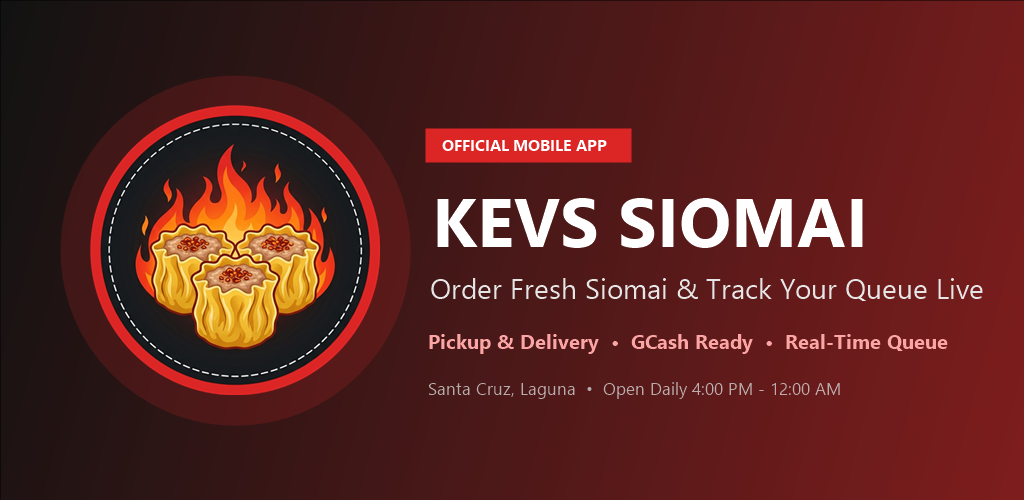 OFFICIAL MOBILE APP
KEVS SIOMAI
Order Fresh Siomai & Track Your Queue Live
Pickup & Delivery • GCash Ready • Real-Time Queue
Santa Cruz, Laguna • Open Daily 4:00 PM - 12:00 AM